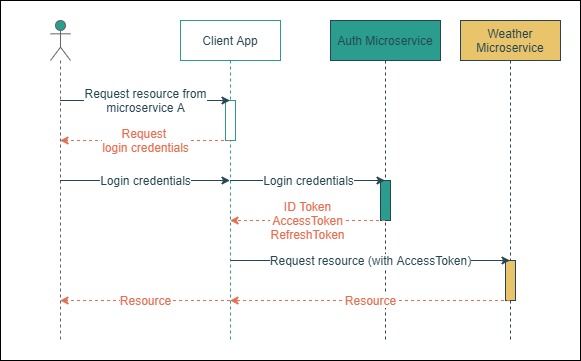 Client App
Auth Microservice
Weather
Microservice
Request resource from
microservice A
Request
login credentials
Login credentials
Login credentials
ID Token
AccessToken
RefreshToken
Request resource (with AccessToken)
Resource
Resource